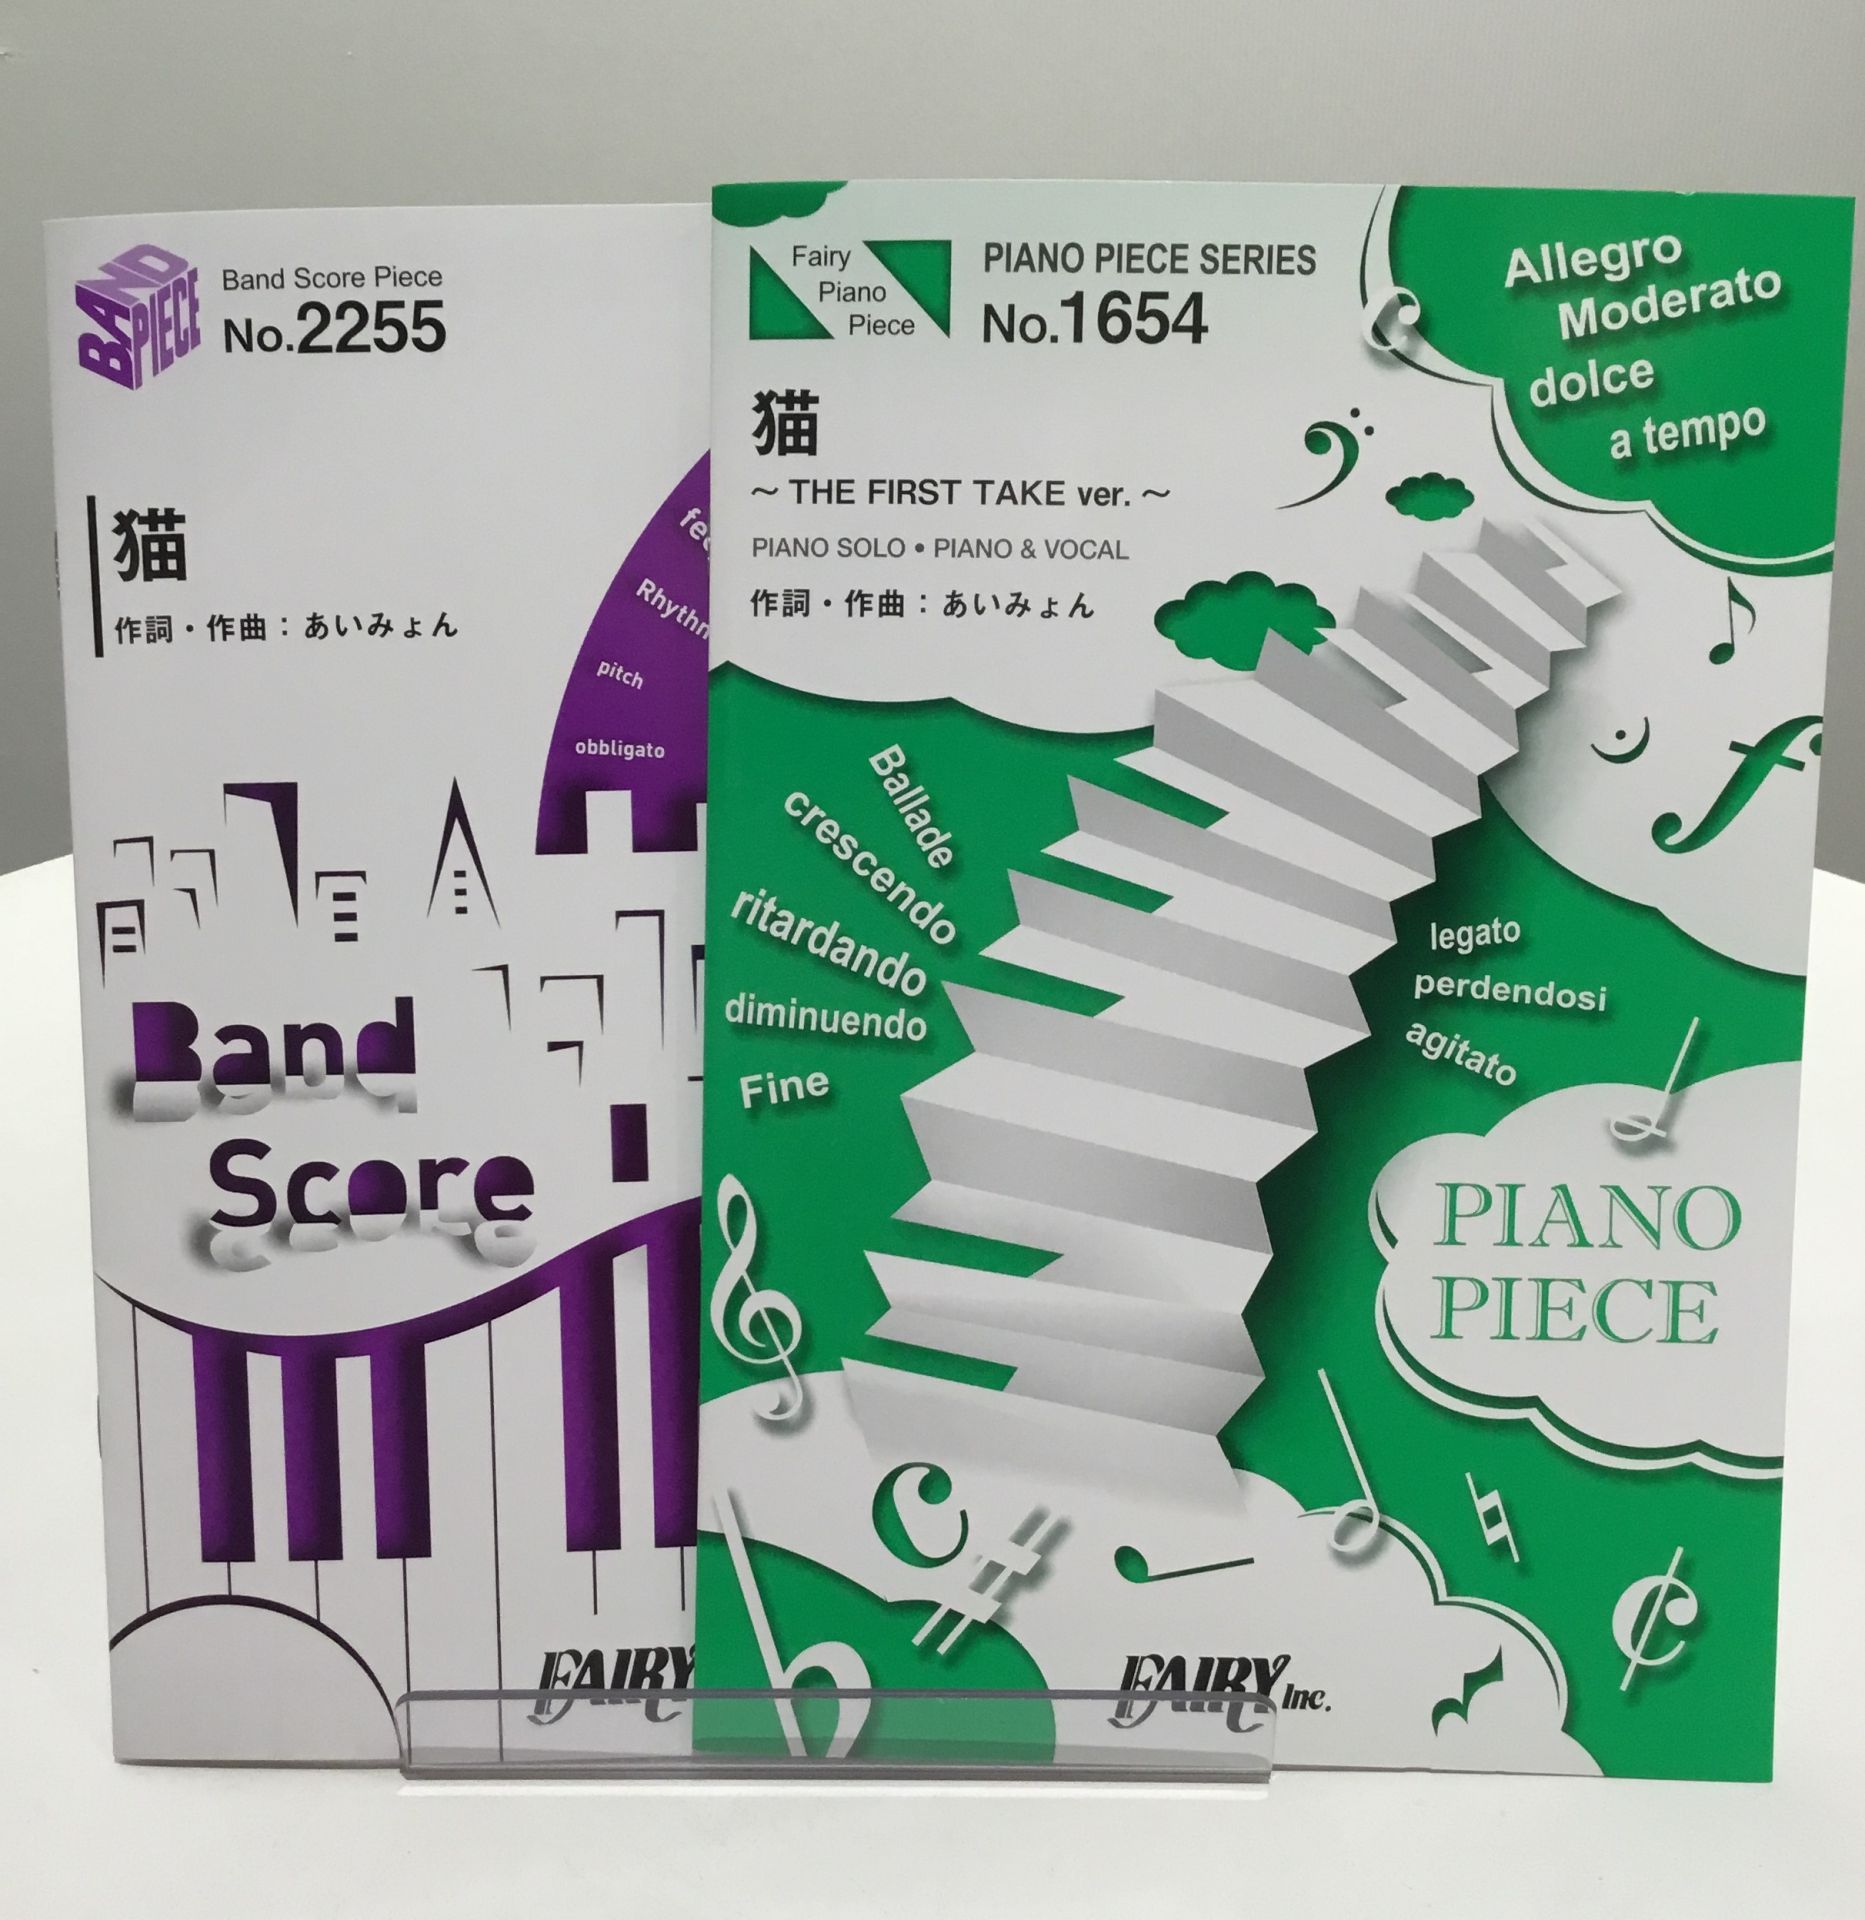 BAND
PIECE
Band Score Piece
No.2255
猫
作詞・作曲：あいみょん
Rhythm
pitch
obbligato
Band
Score
FAIRY
Fairy
Piano
Piece
PIANO PIECE SERIES
No.1654
猫
～ THE FIRST TAKE ver. ～
PIANO SOLO • PIANO & VOCAL
作詞・作曲：あいみょん
Allegro
Moderato
dolce
a tempo
Ballade
crescendo
ritardando
diminuendo
Fine
legato
perdendosi
agitato
PIANO
PIECE
FAIRY Inc.